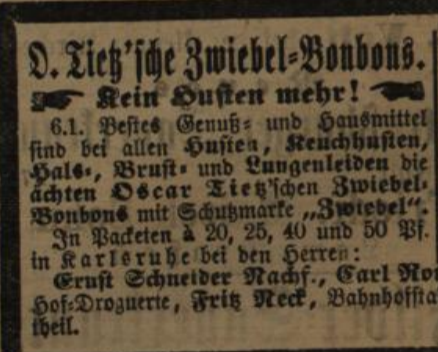 O. Tietz'sche Zwiebel-Bonbons.
Kein Husten mehr!
6.1. Bestes Genuß- und Hausmittel
sind bei allen Husten, Keuchhusten,
Hals-, Brust- und Lungenleiden die
ächten Oscar Tietz'schen Zwiebel-
Bonbons mit Schutzmarke „Zwiebel“.
In Packeten à 20, 25, 40 und 50 Pf.
in Karlsruhe bei den Herren:
Ernst Schneider Nachf., Carl
Hof-Droguerie, Fritz Reck, Bahnhofsta
theil.